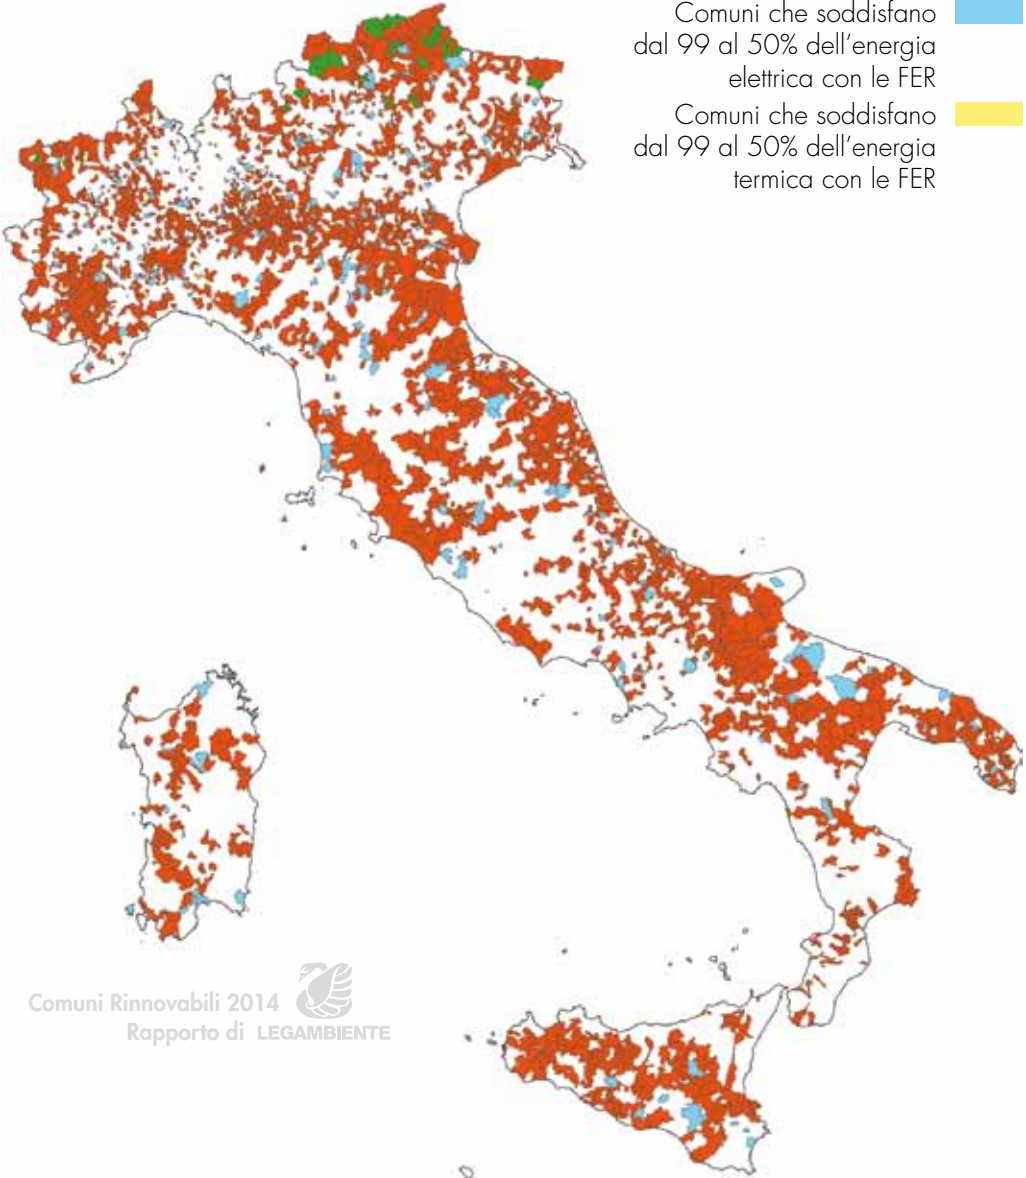 Comuni che soddisfano
dal 99 al 50% dell'energia
elettrica con le FER
Comuni che soddisfano
dal 99 al 50% dell'energia
termica con le FER
Comuni Rinnovabili 2014
Rapporto di LEGAMBIENTE